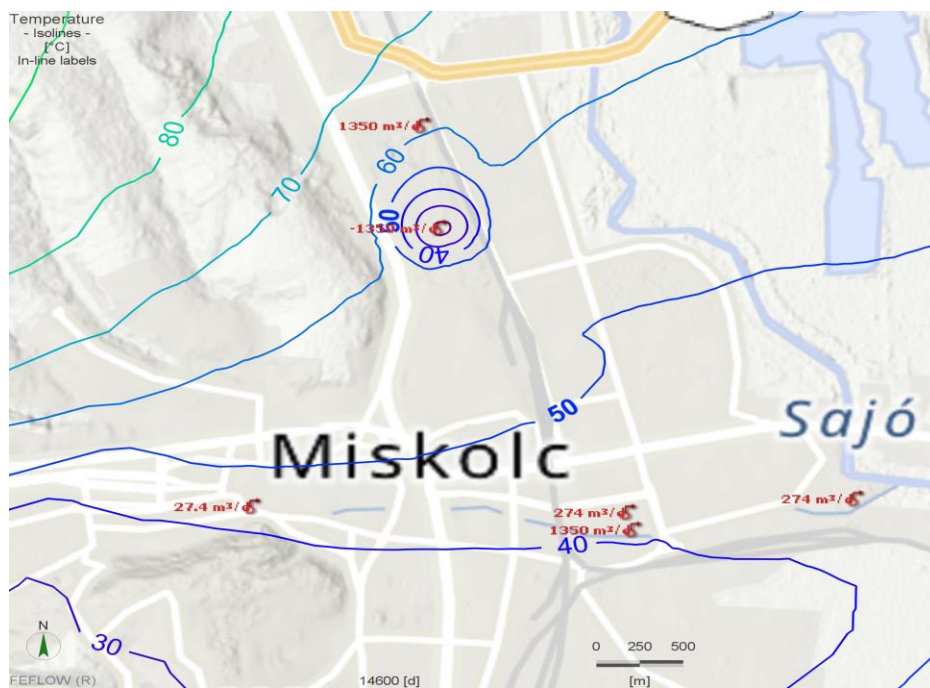 Temperature
- Isolines -
[°C]
In-line labels
80
1350 m³/d
60
70
50
-1350 m³/d
40
50
Sajó
Miskolc
27.4 m³/d
274 m³/d
274 m³/d
1350 m³/d
40
30
N
0 250 500
[m]
FEFLOW (R)
14600 [d]